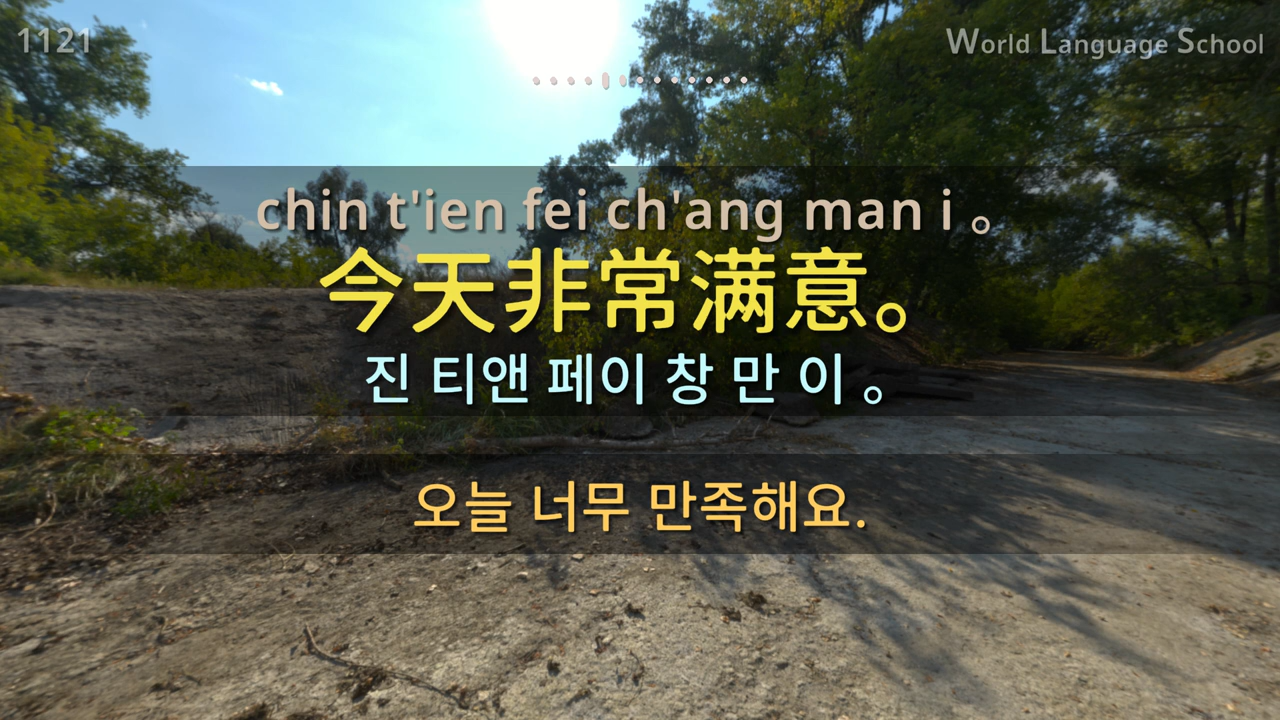 1121
World Language School
chin t'ien fei ch'ang man i 。
今天非常满意。
진 티앤 페이 창 만 이 。
오늘 너무 만족해요.